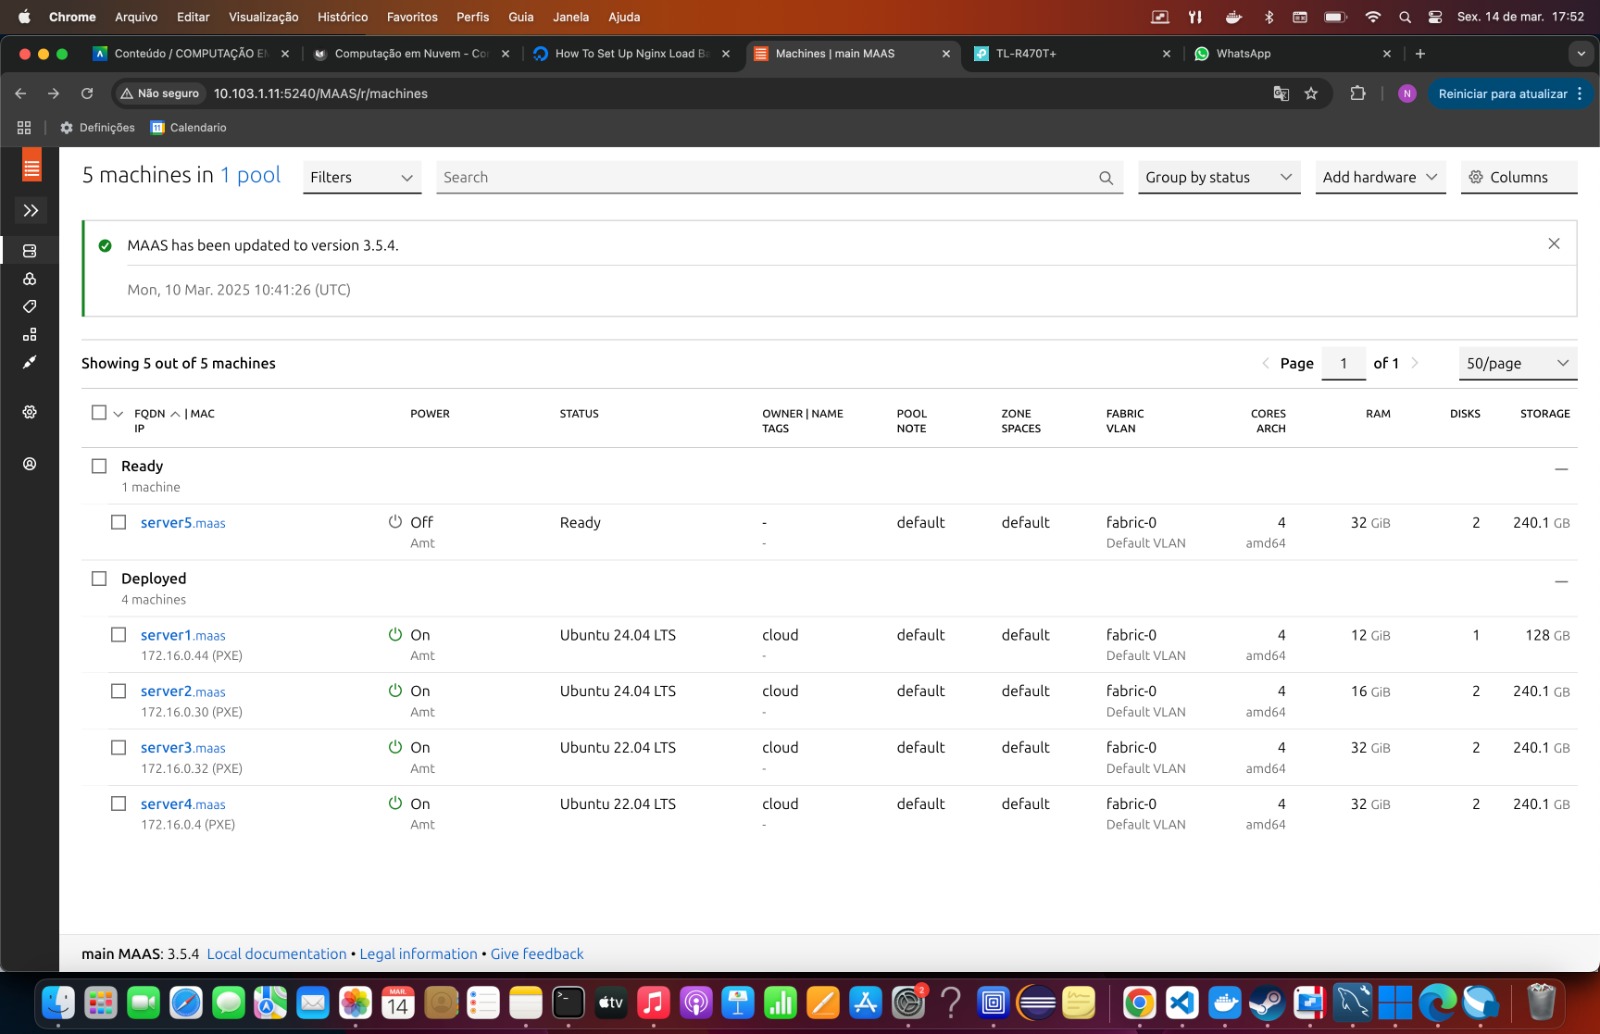 Chrome Arquivo Editar Visualização Histórico Favoritos Perfis Guia Janela Ajuda Sex. 14 de mar. 17:52
Conteúdo / COMPUTAÇÃO EM Computação em Nuvem - Co How To Set Up Nginx Load Ba Machines | main MAAS TL-R470T+ WhatsApp
Não seguro 10.103.1.11:5240/MAAS/r/machines N Reiniciar para atualizar
Definições Calendario
5 machines in 1 pool Filters Search Group by status Add hardware Columns
MAAS has been updated to version 3.5.4.
Mon, 10 Mar. 2025 10:41:26 (UTC)
Showing 5 out of 5 machines Page 1 of 1 50/page
FQDN | MAC POWER STATUS OWNER | NAME POOL ZONE FABRIC CORES RAM DISKS STORAGE
IP TAGS NOTE SPACES VLAN ARCH
Ready
1 machine
server5.maas Off Ready - default default fabric-0 4 32 GiB 2 240.1 GB
Amt - Default VLAN amd64
Deployed
4 machines
server1.maas On Ubuntu 24.04 LTS cloud default default fabric-0 4 12 GiB 1 128 GB
172.16.0.44 (PXE) Amt - Default VLAN amd64
server2.maas On Ubuntu 24.04 LTS cloud default default fabric-0 4 16 GiB 2 240.1 GB
172.16.0.30 (PXE) Amt - Default VLAN amd64
server3.maas On Ubuntu 22.04 LTS cloud default default fabric-0 4 32 GiB 2 240.1 GB
172.16.0.32 (PXE) Amt - Default VLAN amd64
server4.maas On Ubuntu 22.04 LTS cloud default default fabric-0 4 32 GiB 2 240.1 GB
172.16.0.4 (PXE) Amt - Default VLAN amd64
main MAAS: 3.5.4 Local documentation • Legal information • Give feedback
MAR. 14 tv 2